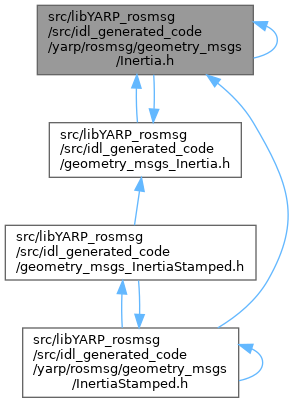 src/libYARP_rosmsg
/src/idl_generated_code
/yarp/rosmsg/geometry_msgs
/Inertia.h
src/libYARP_rosmsg
/src/idl_generated_code
/geometry_msgs_Inertia.h
src/libYARP_rosmsg
/src/idl_generated_code
/geometry_msgs_InertiaStamped.h
src/libYARP_rosmsg
/src/idl_generated_code
/yarp/rosmsg/geometry_msgs
/InertiaStamped.h